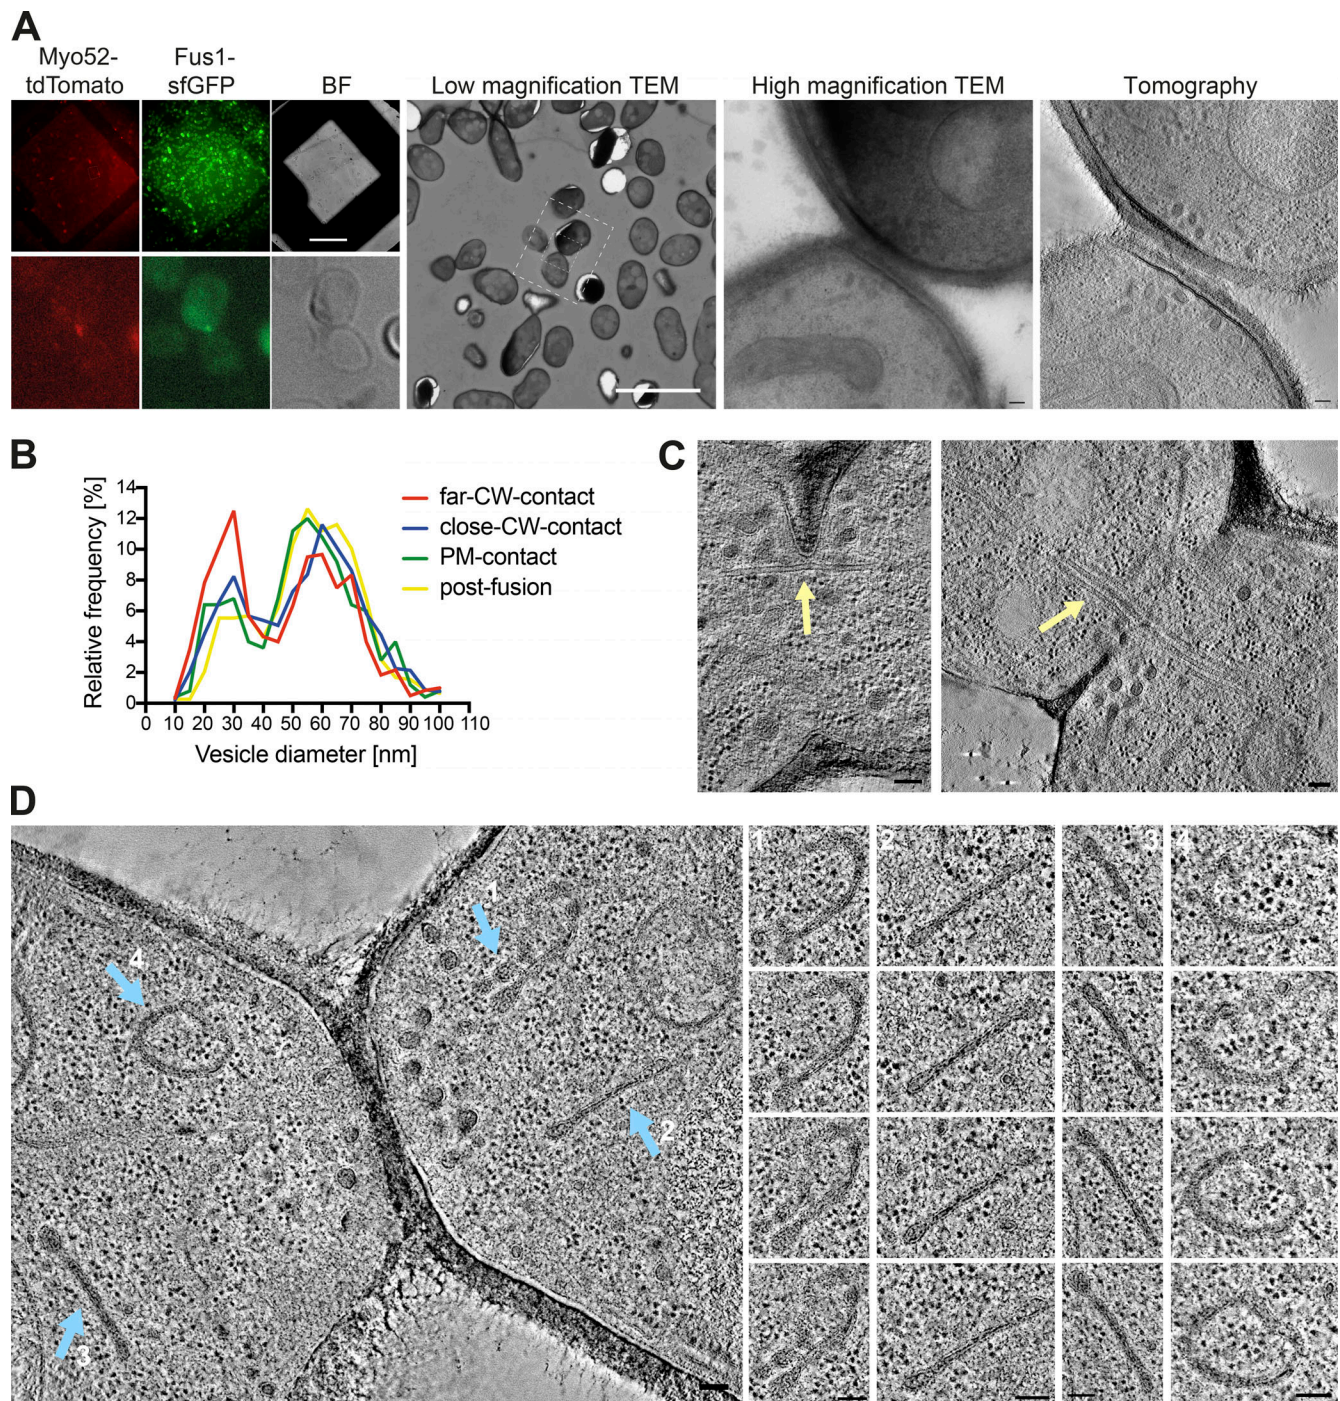 A
Myo52-
tdTomato
Fus1-
sfGFP
BF
Low magnification TEM
High magnification TEM
Tomography
B
Relative frequency [%]
14
12
10
8
6
4
2
0
0 10 20 30 40 50 60 70 80 90 100 110
Vesicle diameter [nm]
far-CW-contact
close-CW-contact
PM-contact
post-fusion
C
D
1
2
3
4
1
2
3
4